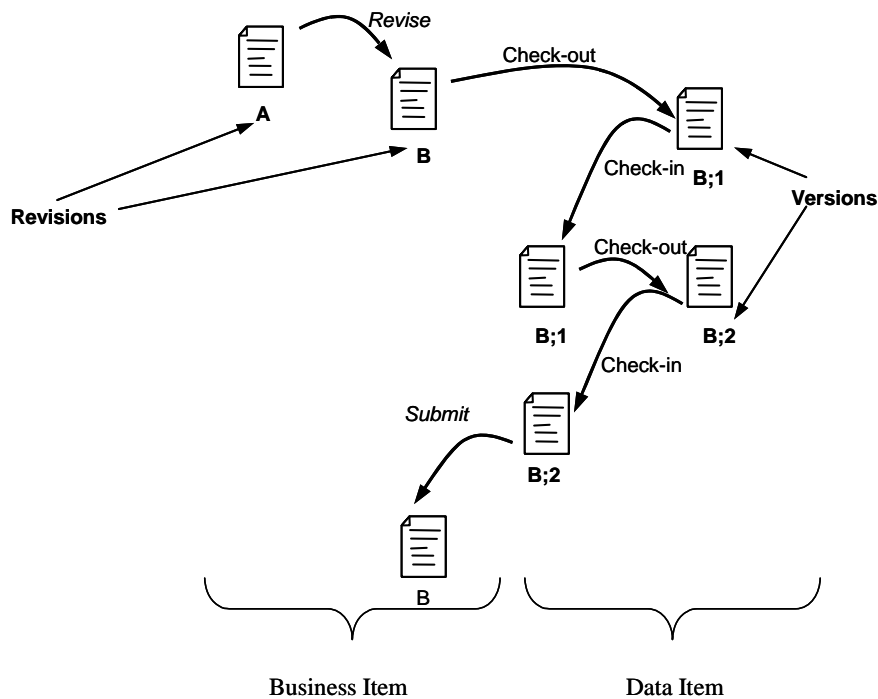 Revise
Check-out
A
B
Check-in
B;1
Revisions
Versions
Check-out
B;1
B;2
Check-in
Submit
B;2
B
Business Item
Data Item